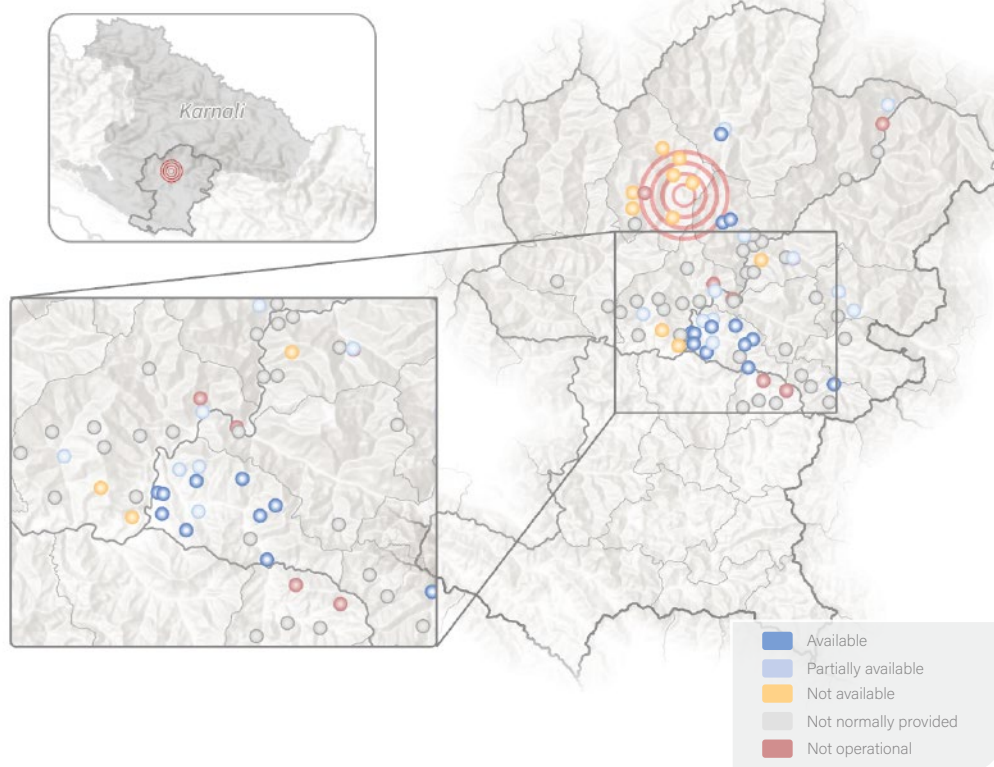 Karnali
Available
Partially available
Not available
Not normally provided
Not operational